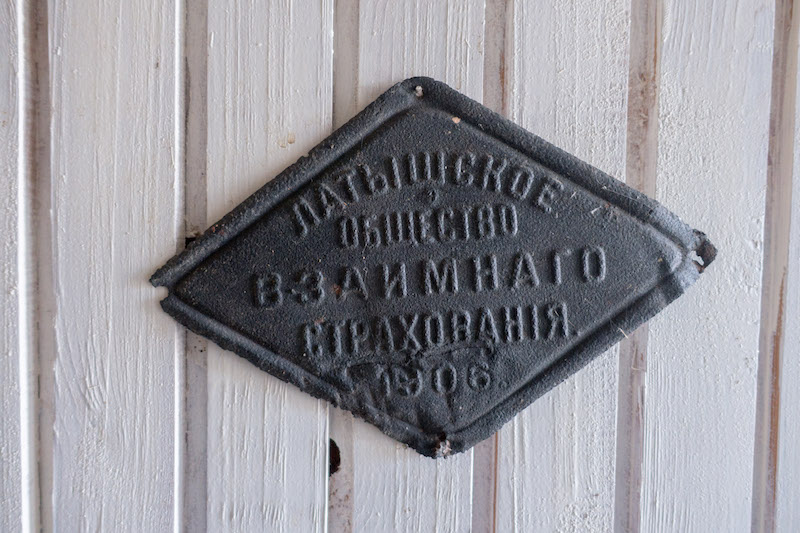 ЛАТЫШСКОЕ
ОБЩЕСТВО
ВЗАИМНАГО
СТРАХОВАНІЯ.
1906.